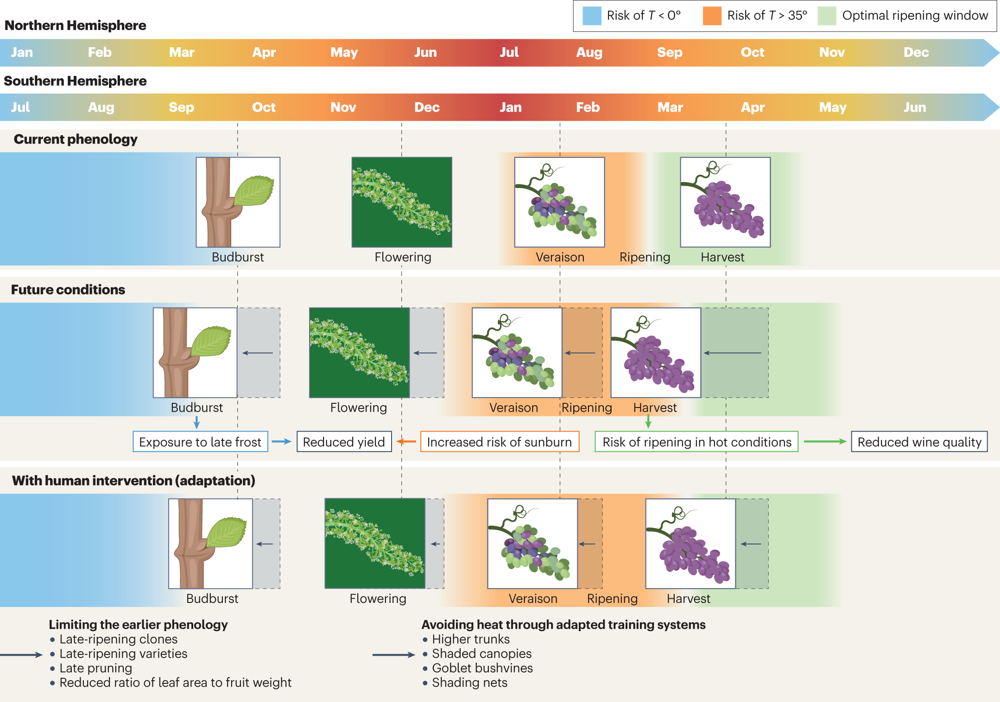 Risk of T < 0°
Risk of T > 35°
Optimal ripening window
Northern Hemisphere
Jan Feb Mar Apr May Jun Jul Aug Sep Oct Nov Dec
Southern Hemisphere
Jul Aug Sep Oct Nov Dec Jan Feb Mar Apr May Jun
Current phenology
Budburst
Flowering
Veraison
Ripening
Harvest
Future conditions
Budburst
Flowering
Veraison
Ripening
Harvest
Exposure to late frost
Reduced yield
Increased risk of sunburn
Risk of ripening in hot conditions
Reduced wine quality
With human intervention (adaptation)
Budburst
Flowering
Veraison
Ripening
Harvest
Limiting the earlier phenology
• Late-ripening clones
• Late-ripening varieties
• Late pruning
• Reduced ratio of leaf area to fruit weight
Avoiding heat through adapted training systems
• Higher trunks
• Shaded canopies
• Goblet bushvines
• Shading nets